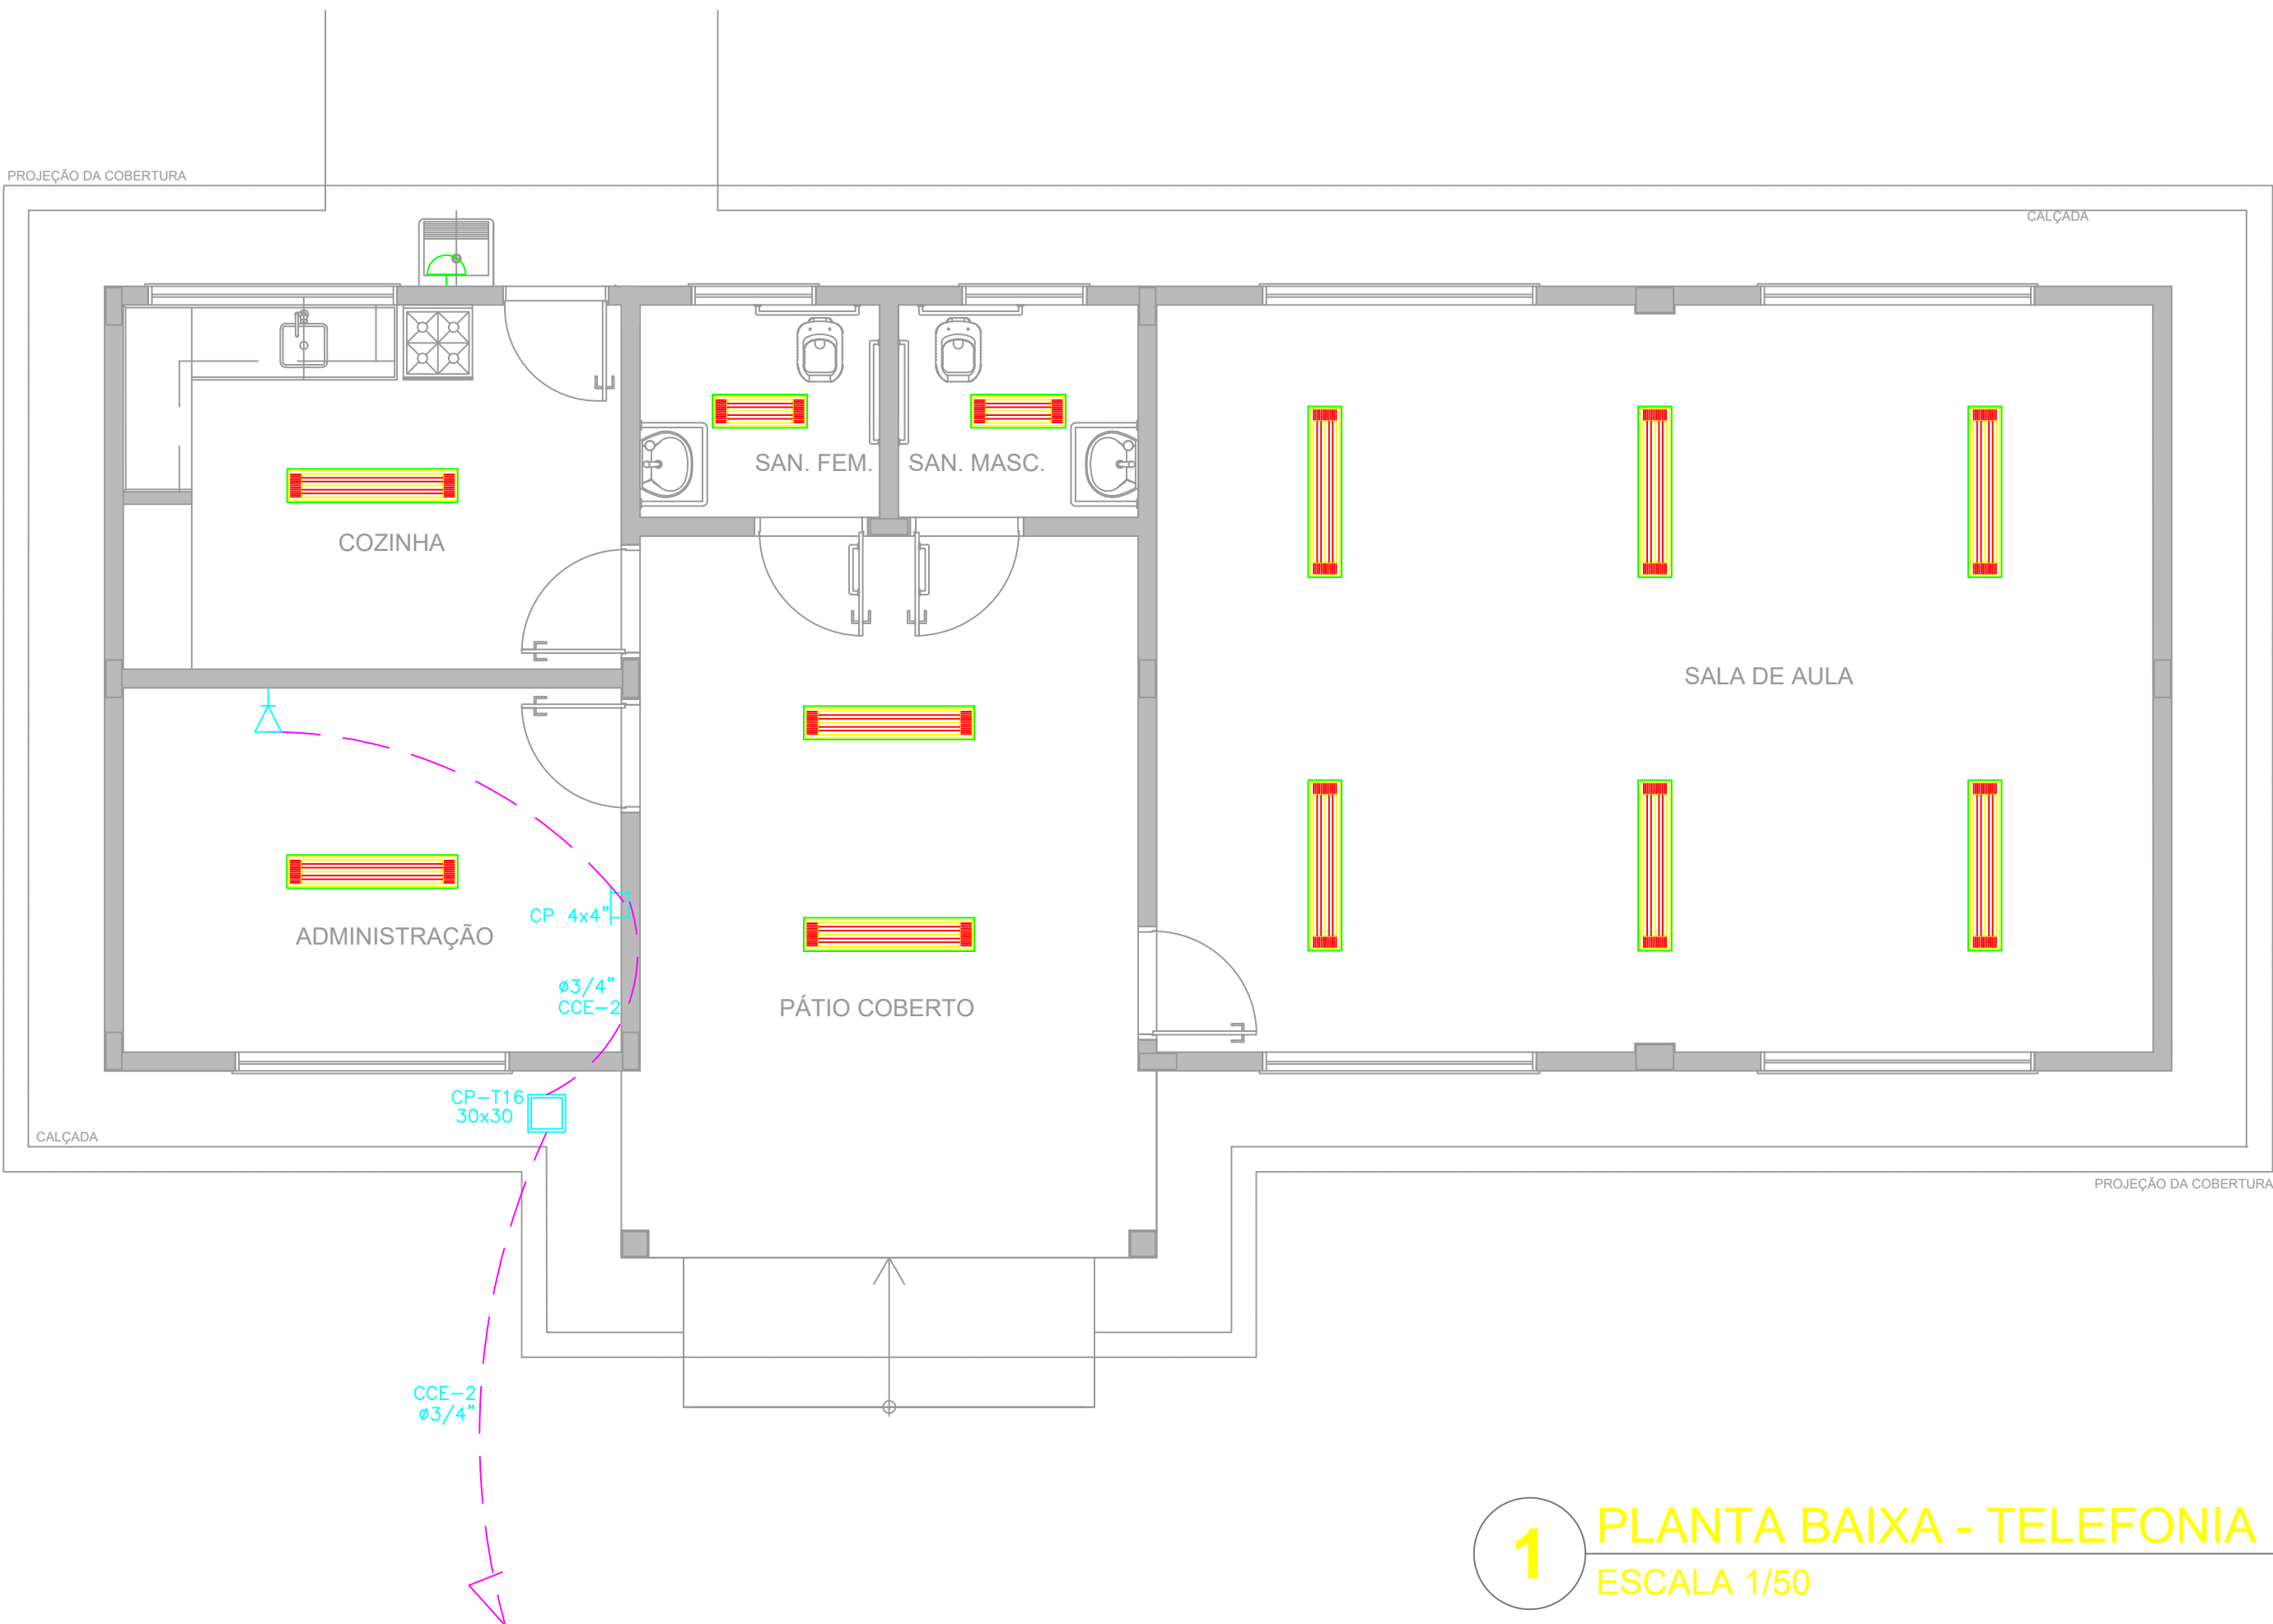 PROJEÇÃO DA COBERTURA
CALÇADA
SAN. FEM.
SAN. MASC.
COZINHA
SALA DE AULA
CP 4x4"
ADMINISTRAÇÃO
ø3/4"
CCE-2
PÁTIO COBERTO
CP-T16
30x30
CALÇADA
PROJEÇÃO DA COBERTURA
CCE-2
ø3/4"
1
PLANTA BAIXA - TELEFONIA
ESCALA 1/50